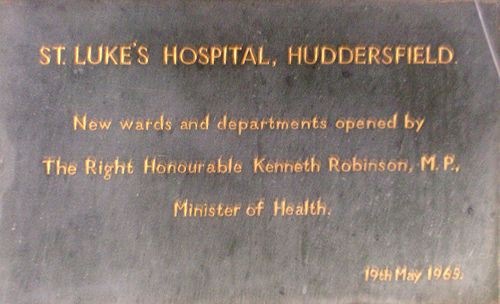 ST. LUKE'S HOSPITAL, HUDDERSFIELD.
New wards and departments opened by
The Right Honourable Kenneth Robinson, M.P.,
Minister of Health.
19th May 1965.